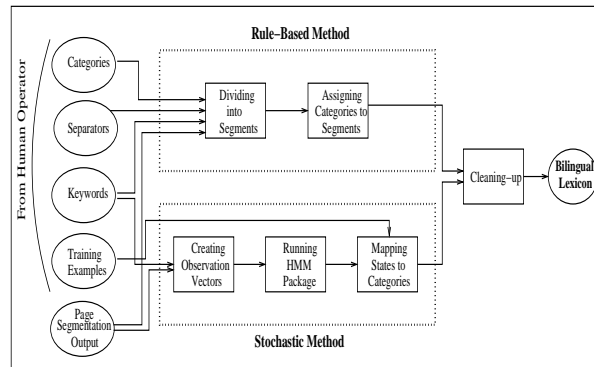 Rule-Based Method
From Human Operator
Categories
Separators
Keywords
Training
Examples
Page
Segmentation
Output
Dividing
into
Segments
Assigning
Categories to
Segments
Creating
Observation
Vectors
Running
HMM
Package
Mapping
States to
Categories
Stochastic Method
Cleaning-up
Bilingual
Lexicon